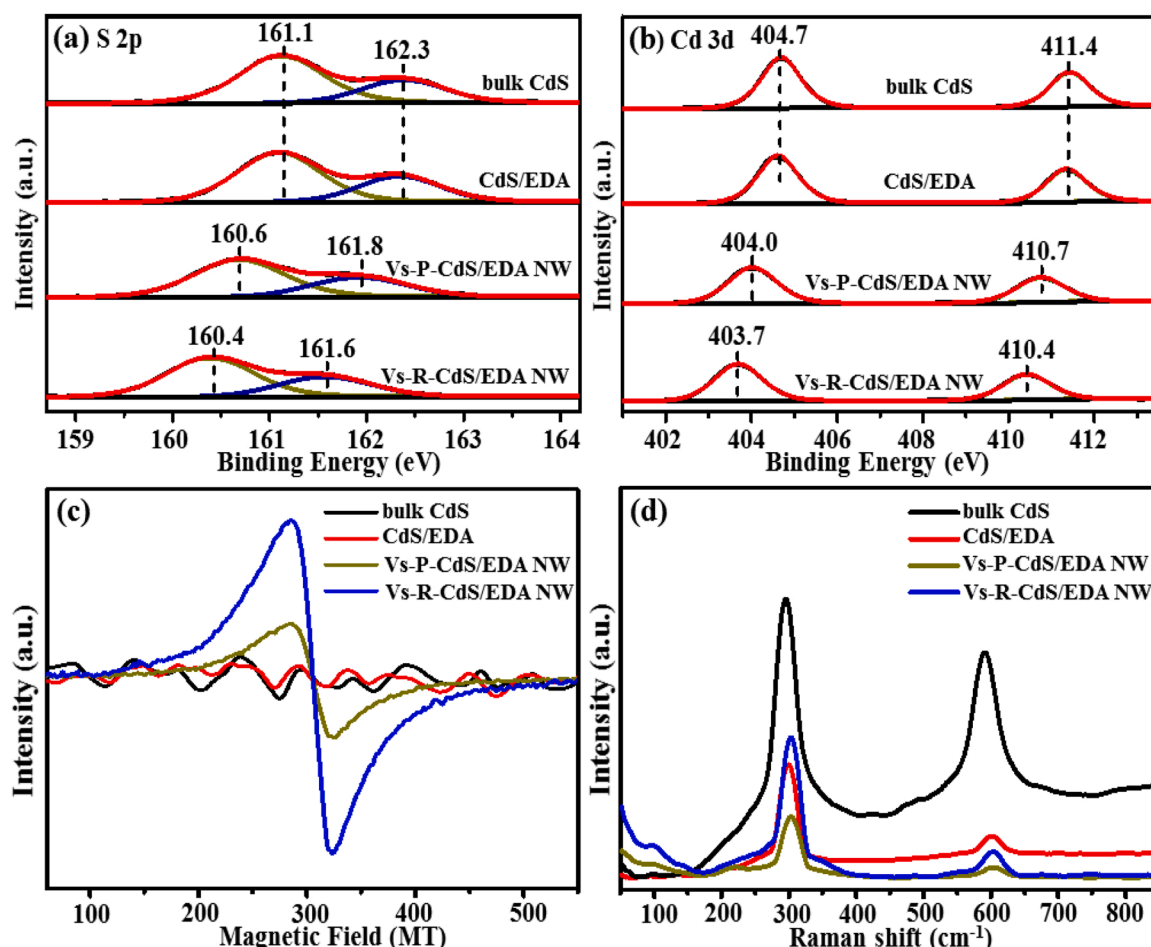 (a) S 2p
161.1
162.3
bulk CdS
CdS/EDA
160.6
161.8
Vs-P-CdS/EDA NW
160.4
161.6
Vs-R-CdS/EDA NW
Intensity (a.u.)
159 160 161 162 163 164
Binding Energy (eV)
(b) Cd 3d
404.7
411.4
bulk CdS
CdS/EDA
404.0
410.7
Vs-P-CdS/EDA NW
403.7
410.4
Vs-R-CdS/EDA NW
Intensity (a.u.)
402 404 406 408 410 412
Binding Energy (eV)
(c)
bulk CdS
CdS/EDA
Vs-P-CdS/EDA NW
Vs-R-CdS/EDA NW
Intensity (a.u.)
100 200 300 400 500
Magnetic Field (MT)
(d)
bulk CdS
CdS/EDA
Vs-P-CdS/EDA NW
Vs-R-CdS/EDA NW
Intensity (a.u.)
100 200 300 400 500 600 700 800
Raman shift (cm-1)